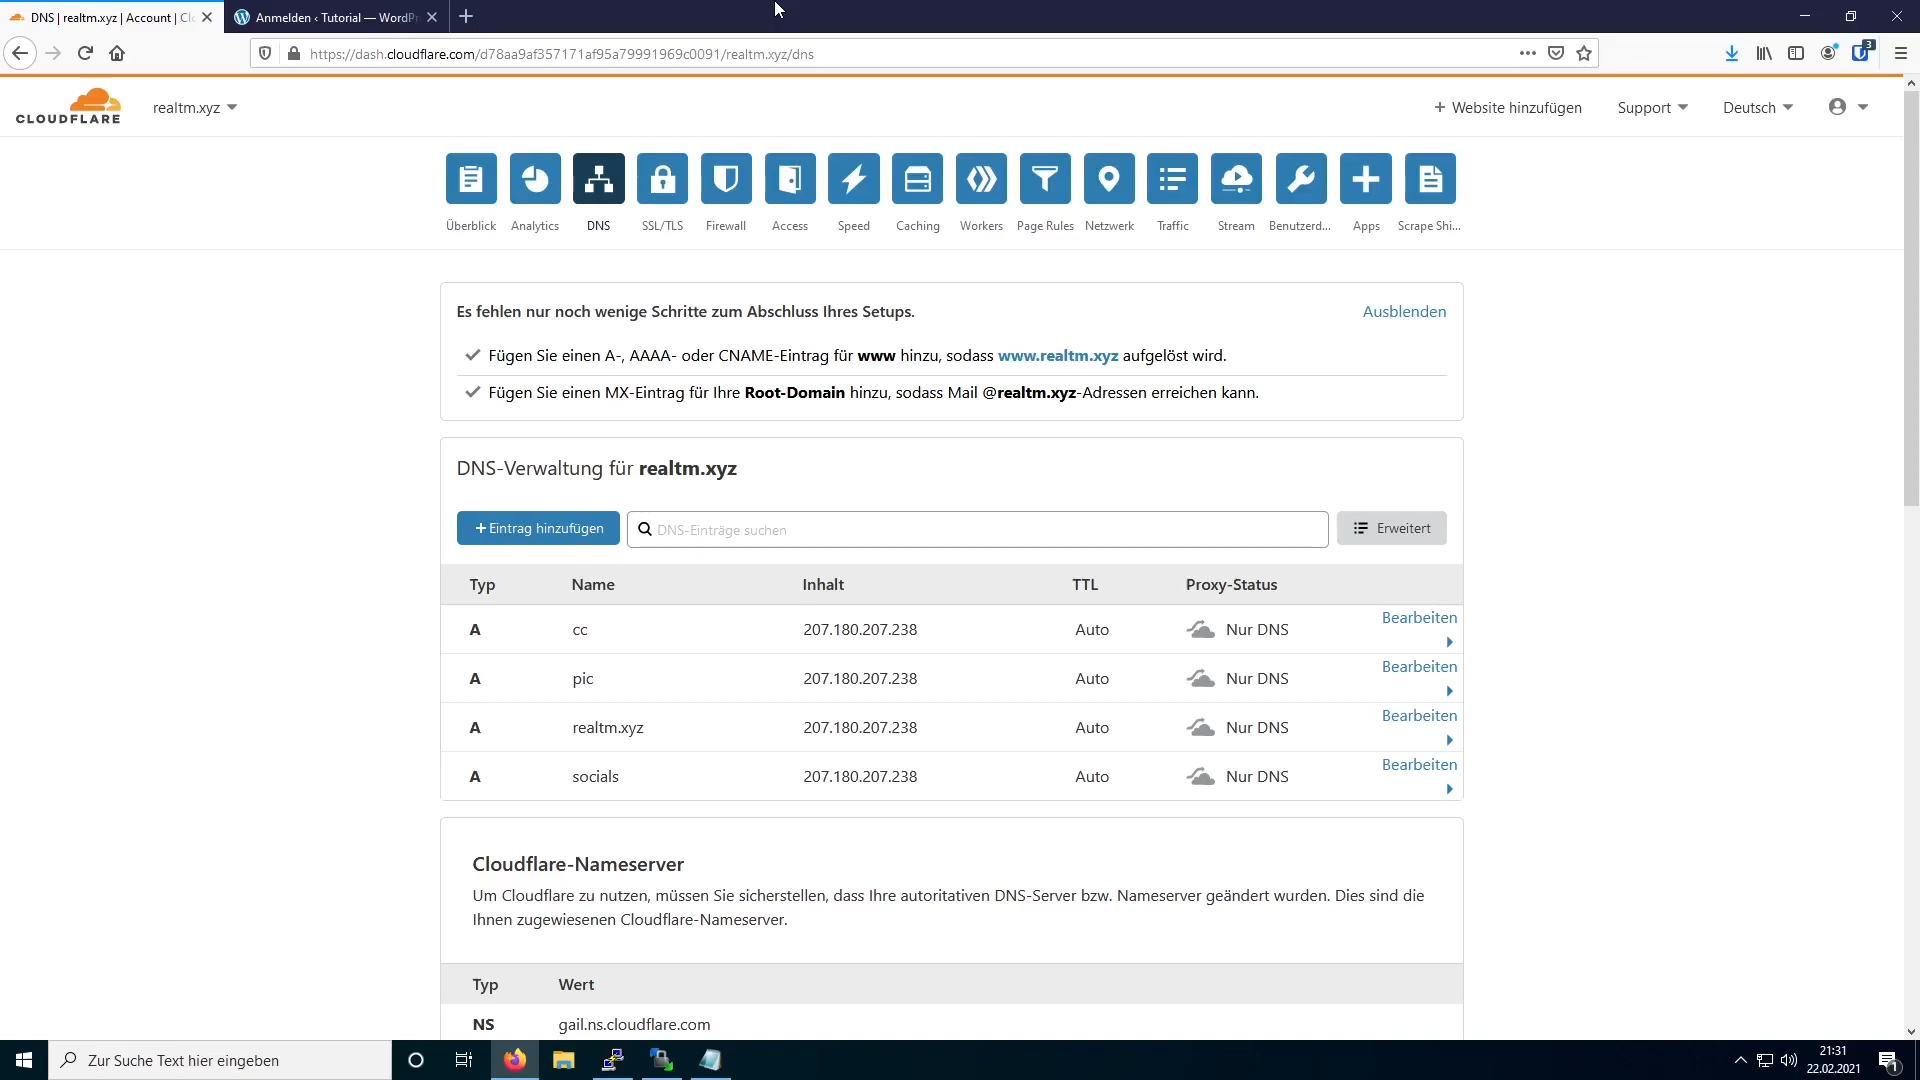 DNS | realtm.xyz | Account | Cl
Anmelden ‹ Tutorial — WordPr
https://dash.cloudflare.com/d78aa9af357171af95a79991969c0091/realtm.xyz/dns
3
CLOUDFLARE
realtm.xyz
+ Website hinzufügen
Support
Deutsch
Überblick
Analytics
DNS
SSL/TLS
Firewall
Access
Speed
Caching
Workers
Page Rules
Netzwerk
Traffic
Stream
Benutzerd...
Apps
Scrape Shi...
Es fehlen nur noch wenige Schritte zum Abschluss Ihres Setups.
Ausblenden
Fügen Sie einen A-, AAAA- oder CNAME-Eintrag für www hinzu, sodass www.realtm.xyz aufgelöst wird.
Fügen Sie einen MX-Eintrag für Ihre Root-Domain hinzu, sodass Mail @realtm.xyz-Adressen erreichen kann.
DNS-Verwaltung für realtm.xyz
+ Eintrag hinzufügen
DNS-Einträge suchen
Erweitert
Typ Name Inhalt TTL Proxy-Status
A cc 207.180.207.238 Auto Nur DNS Bearbeiten
A pic 207.180.207.238 Auto Nur DNS Bearbeiten
A realtm.xyz 207.180.207.238 Auto Nur DNS Bearbeiten
A socials 207.180.207.238 Auto Nur DNS Bearbeiten
Cloudflare-Nameserver
Um Cloudflare zu nutzen, müssen Sie sicherstellen, dass Ihre autoritativen DNS-Server bzw. Nameserver geändert wurden. Dies sind die
Ihnen zugewiesenen Cloudflare-Nameserver.
Typ Wert
NS gail.ns.cloudflare.com
Zur Suche Text hier eingeben
21:31
22.02.2021
1